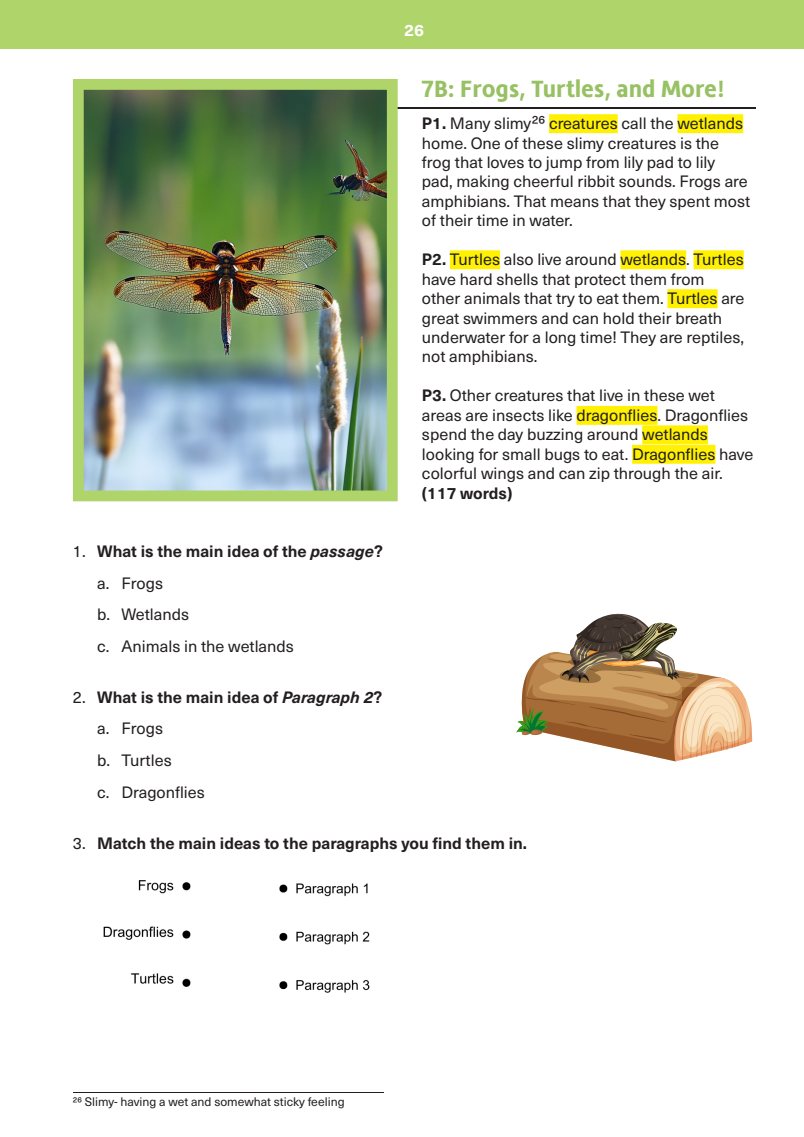 26
7B: Frogs, Turtles, and More!
P1. Many slimy²⁶ creatures call the wetlands
home. One of these slimy creatures is the
frog that loves to jump from lily pad to lily
pad, making cheerful ribbit sounds. Frogs are
amphibians. That means that they spent most
of their time in water.
P2. Turtles also live around wetlands. Turtles
have hard shells that protect them from
other animals that try to eat them. Turtles are
great swimmers and can hold their breath
underwater for a long time! They are reptiles,
not amphibians.
P3. Other creatures that live in these wet
areas are insects like dragonflies. Dragonflies
spend the day buzzing around wetlands
looking for small bugs to eat. Dragonflies have
colorful wings and can zip through the air.
(117 words)
1. What is the main idea of the passage?
a. Frogs
b. Wetlands
c. Animals in the wetlands
2. What is the main idea of Paragraph 2?
a. Frogs
b. Turtles
c. Dragonflies
3. Match the main ideas to the paragraphs you find them in.
Frogs ● ● Paragraph 1
Dragonflies ● ● Paragraph 2
Turtles ● ● Paragraph 3
²⁶ Slimy- having a wet and somewhat sticky feeling